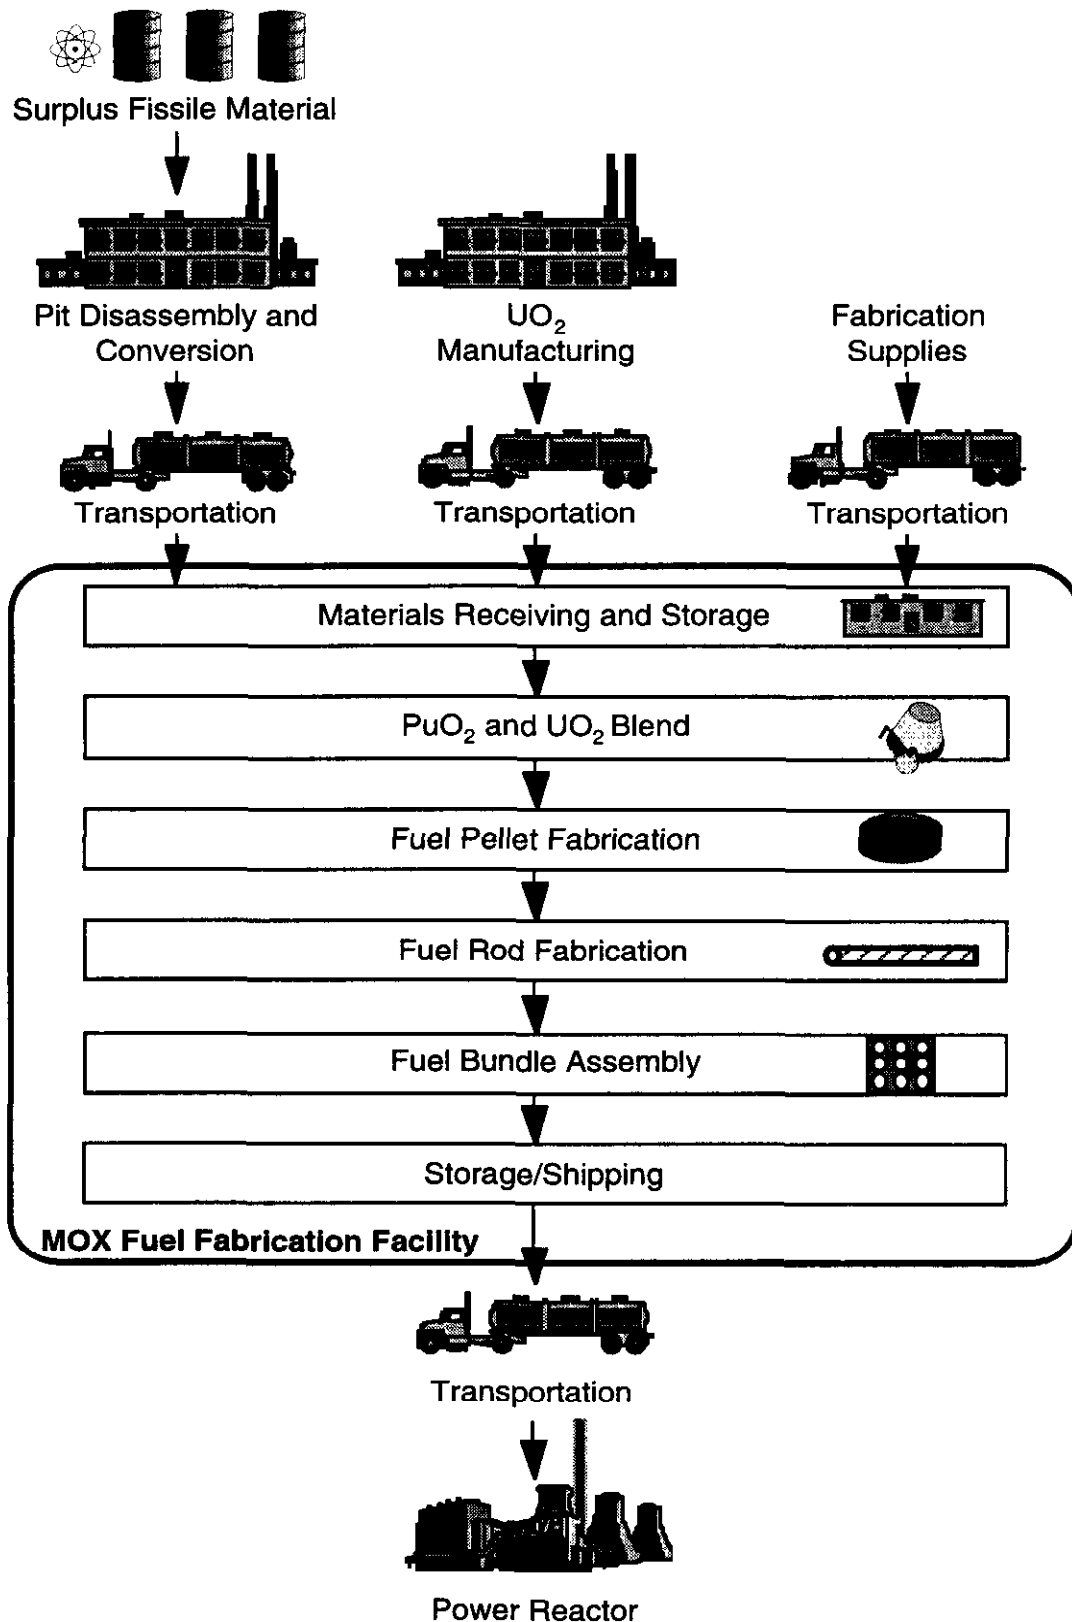 Surplus Fissile Material
Pit Disassembly and
Conversion
UO₂
Manufacturing
Fabrication
Supplies
Transportation
Transportation
Transportation
Materials Receiving and Storage
PuO₂ and UO₂ Blend
Fuel Pellet Fabrication
Fuel Rod Fabrication
Fuel Bundle Assembly
Storage/Shipping
MOX Fuel Fabrication Facility
Transportation
Power Reactor